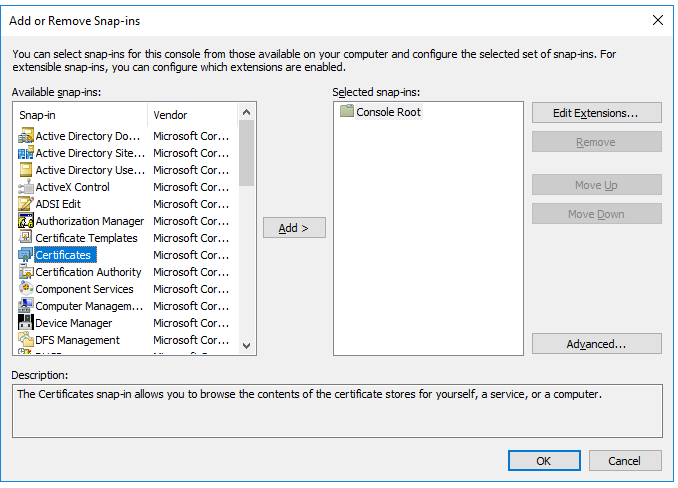 Add or Remove Snap-ins
You can select snap-ins for this console from those available on your computer and configure the selected set of snap-ins. For
extensible snap-ins, you can configure which extensions are enabled.
Available snap-ins:
Snap-in Vendor
Active Directory Do... Microsoft Cor...
Active Directory Site... Microsoft Cor...
Active Directory Use... Microsoft Cor...
ActiveX Control Microsoft Cor...
ADSI Edit Microsoft Cor...
Authorization Manager Microsoft Cor...
Certificate Templates Microsoft Cor...
Certificates Microsoft Cor...
Certification Authority Microsoft Cor...
Component Services Microsoft Cor...
Computer Managem... Microsoft Cor...
Device Manager Microsoft Cor...
DFS Management Microsoft Cor...
Add >
Selected snap-ins:
Console Root
Edit Extensions...
Remove
Move Up
Move Down
Advanced...
Description:
The Certificates snap-in allows you to browse the contents of the certificate stores for yourself, a service, or a computer.
OK Cancel